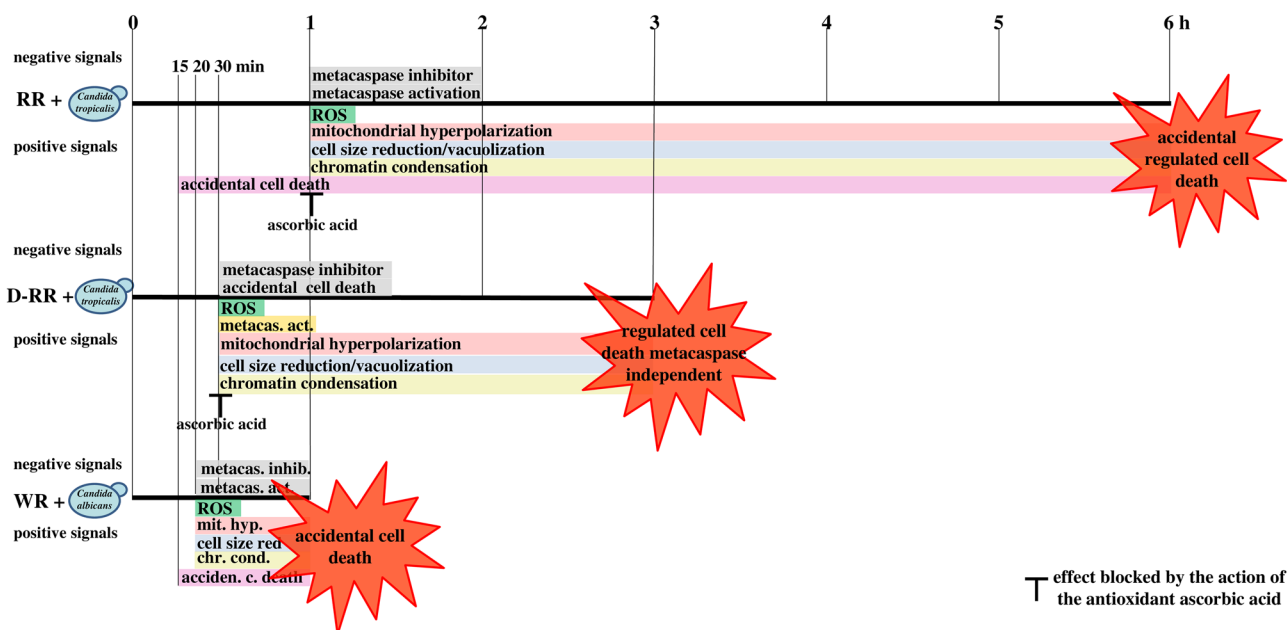 0 1 2 3 4 5 6 h
negative signals
15 20 30 min
metacaspase inhibitor
RR + Candida tropicalis
metacaspase activation
ROS
mitochondrial hyperpolarization
positive signals
cell size reduction/vacuolization
chromatin condensation
accidental cell death
accidental
regulated cell
death
ascorbic acid
negative signals
metacaspase inhibitor
D-RR + Candida tropicalis
accidental cell death
ROS
metacas. act.
positive signals
mitochondrial hyperpolarization
cell size reduction/vacuolization
chromatin condensation
regulated cell
death metacaspase
independent
ascorbic acid
negative signals
metacas. inhib.
WR + Candida albicans
metacas. act.
ROS
positive signals
mit. hyp.
cell size red
chr. cond.
acciden. c. death
accidental cell
death
effect blocked by the action of
the antioxidant ascorbic acid